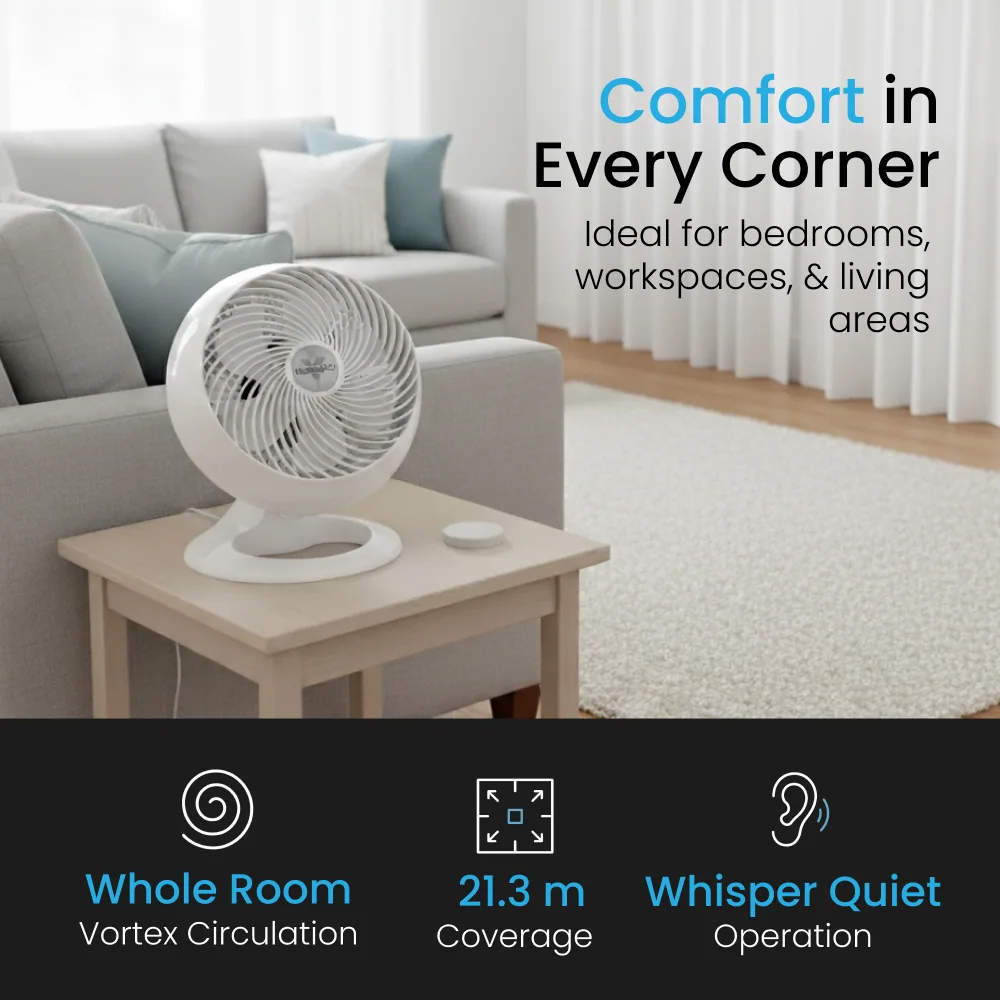 Comfort in
Every Corner
Ideal for bedrooms,
workspaces, & living
areas
Whole Room
Vortex Circulation
21.3 m
Coverage
Whisper Quiet
Operation